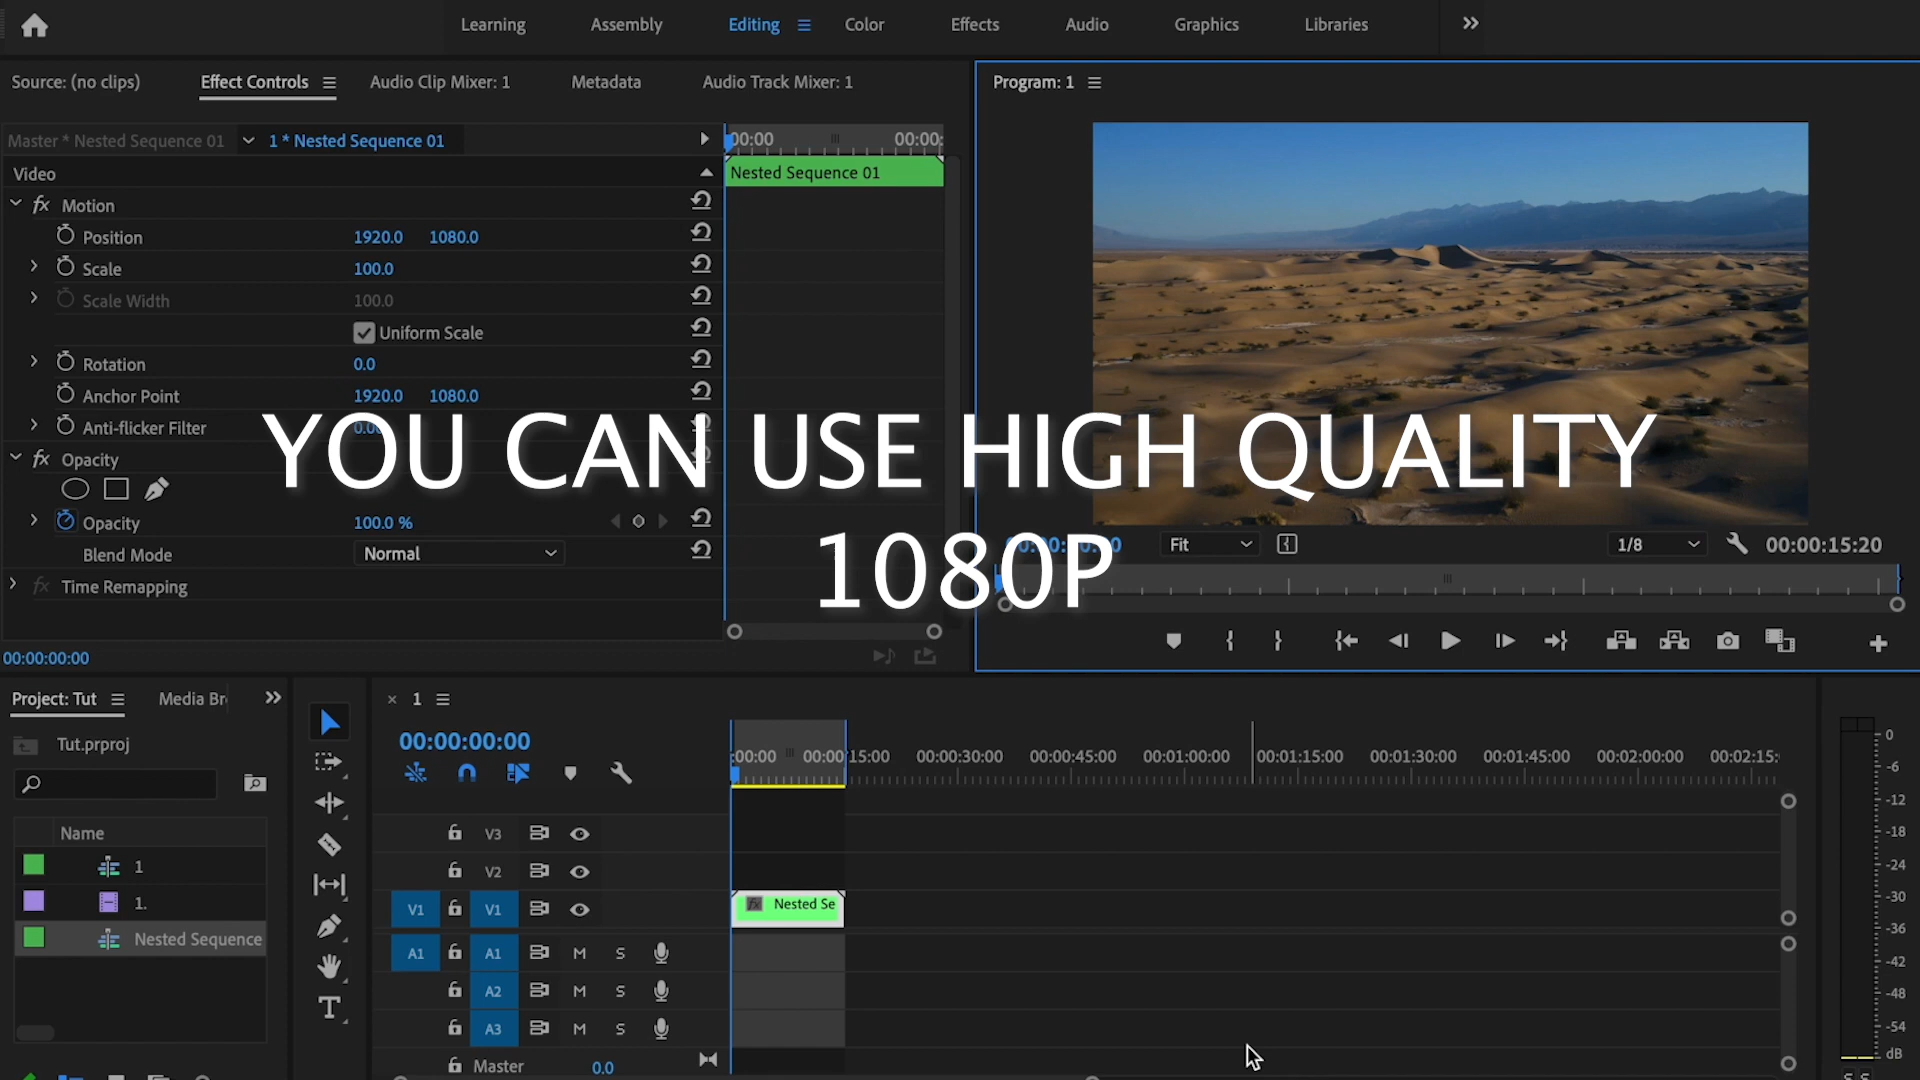 Learning Assembly Editing Color Effects Audio Graphics Libraries
Source: (no clips) Effect Controls Audio Clip Mixer: 1 Metadata Audio Track Mixer: 1
Program: 1
Master * Nested Sequence 01 1 * Nested Sequence 01
00:00 00:00:
Video
Nested Sequence 01
fx Motion
Position 1920.0 1080.0
Scale 100.0
Scale Width 100.0
Uniform Scale
Rotation 0.0
Anchor Point 1920.0 1080.0
Anti-flicker Filter
fx Opacity
Opacity 100.0 %
Blend Mode Normal
fx Time Remapping
00:00:00:00
YOU CAN USE HIGH QUALITY
1080P
Fit 1/8 00:00:15:20
Project: Tut Media Br
Tut.prproj
Name
1
1.
Nested Sequence
1
00:00:00:00
:00:00 00:00:15:00 00:00:30:00 00:00:45:00 00:01:00:00 00:01:15:00 00:01:30:00 00:01:45:00 00:02:00:00 00:02:15:
V3
V2
V1 V1 fx Nested Se
A1 A1 M S
A2 M S
A3 M S
Master 0.0
0
-6
-12
-18
-24
-30
-36
-42
-48
-54
dB
S S